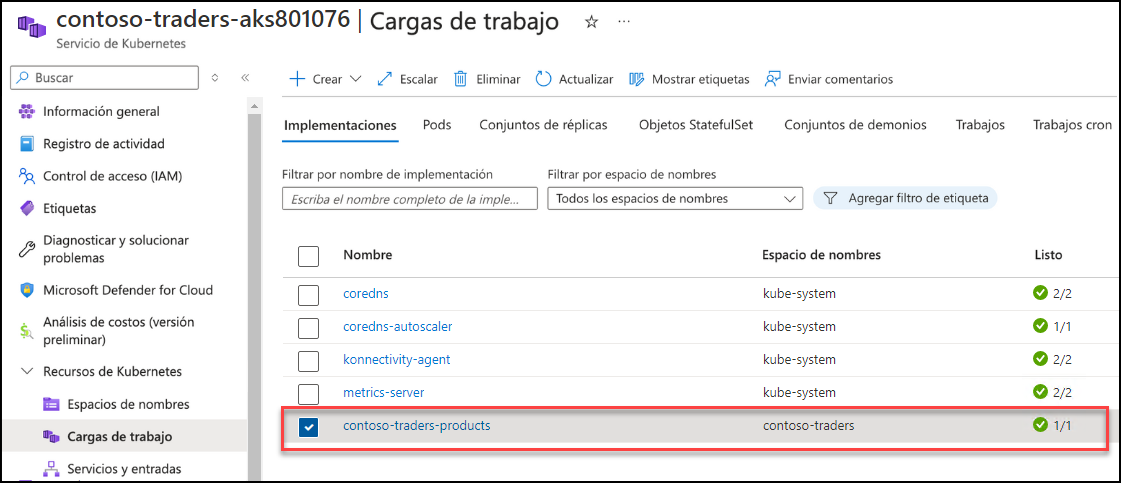 contoso-traders-aks801076 | Cargas de trabajo
Servicio de Kubernetes
Buscar
Crear Escalar Eliminar Actualizar Mostrar etiquetas Enviar comentarios
Información general
Registro de actividad
Control de acceso (IAM)
Etiquetas
Diagnosticar y solucionar
problemas
Microsoft Defender for Cloud
Análisis de costos (versión
preliminar)
Recursos de Kubernetes
Espacios de nombres
Cargas de trabajo
Servicios y entradas
Implementaciones Pods Conjuntos de réplicas Objetos StatefulSet Conjuntos de demonios Trabajos Trabajos cron
Filtrar por nombre de implementación Filtrar por espacio de nombres
Escriba el nombre completo de la imple... Todos los espacios de nombres Agregar filtro de etiqueta
Nombre Espacio de nombres Listo
coredns kube-system 2/2
coredns-autoscaler kube-system 1/1
konnectivity-agent kube-system 2/2
metrics-server kube-system 2/2
contoso-traders-products contoso-traders 1/1